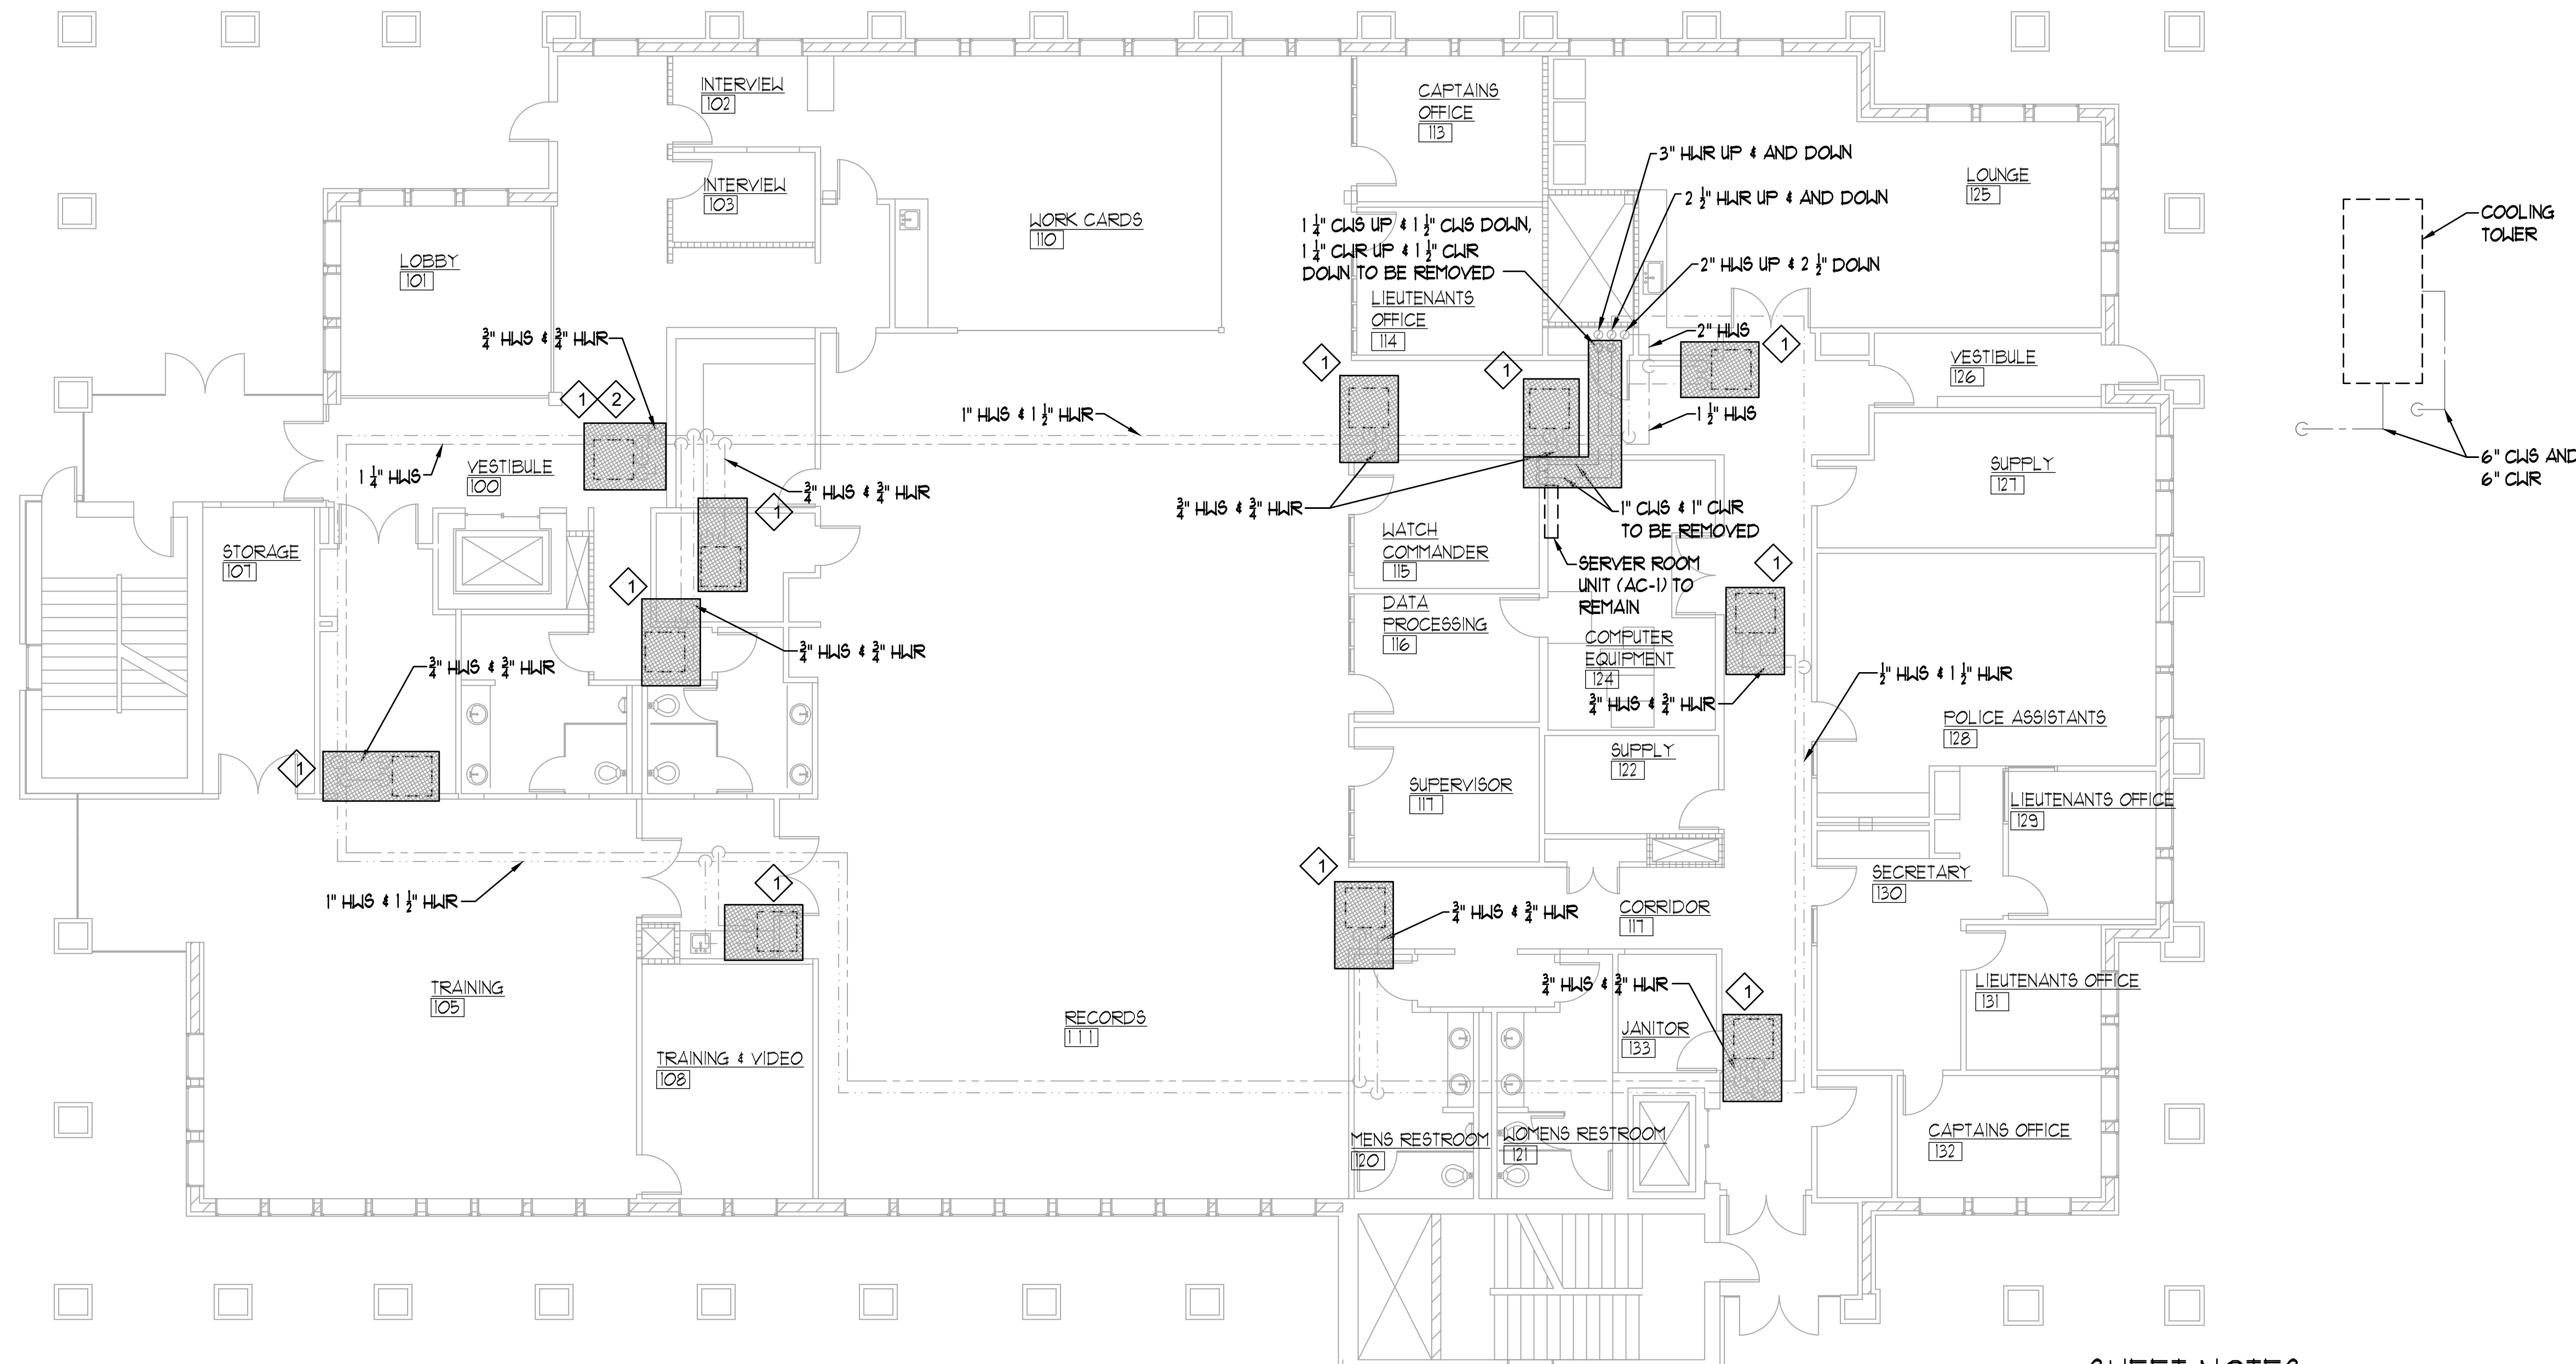 INTERVIEW
102
CAPTAINS
OFFICE
113
3" HWR UP & AND DOWN
LOUNGE
125
INTERVIEW
103
2 1/2" HWR UP & AND DOWN
WORK CARDS
110
1 1/4" CWS UP & 1 1/2" CWS DOWN,
1 1/4" CWR UP & 1 1/2" CWR
DOWN TO BE REMOVED
COOLING
TOWER
LOBBY
101
2" HWS UP & 2 1/2" DOWN
LIEUTENANTS
OFFICE
114
3/4" HWS & 3/4" HWR
2" HWS
1
VESTIBULE
126
1
1
1 2
1" HWS & 1 1/2" HWR
1 1/2" HWS
6" CWS AND
6" CWR
1 1/4" HWS
VESTIBULE
100
SUPPLY
127
3/4" HWS & 3/4" HWR
1
3/4" HWS & 3/4" HWR
1" CWS & 1" CWR
TO BE REMOVED
WATCH
COMMANDER
115
STORAGE
107
SERVER ROOM
UNIT (AC-1) TO
REMAIN
1
1
DATA
PROCESSING
116
COMPUTER
EQUIPMENT
124
3/4" HWS & 3/4" HWR
3/4" HWS & 3/4" HWR
1/2" HWS & 1 1/2" HWR
3/4" HWS & 3/4" HWR
POLICE ASSISTANTS
128
SUPPLY
122
1
SUPERVISOR
117
LIEUTENANTS OFFICE
129
1
SECRETARY
130
1
1" HWS & 1 1/2" HWR
3/4" HWS & 3/4" HWR
CORRIDOR
117
TRAINING
105
3/4" HWS & 3/4" HWR
1
LIEUTENANTS OFFICE
131
RECORDS
111
JANITOR
133
TRAINING & VIDEO
108
MENS RESTROOM
120
WOMENS RESTROOM
121
CAPTAINS OFFICE
132
SHEET NOTES